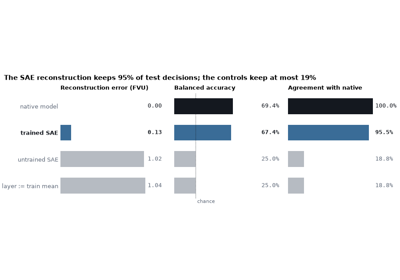 The SAE reconstruction keeps 95% of test decisions; the controls keep at most 19%
Reconstruction error (FVU) Balanced accuracy Agreement with native
native model 0.00 69.4% 100.0%
trained SAE 0.13 67.4% 95.5%
untrained SAE 1.02 25.0% 18.8%
layer := train mean 1.04 25.0% 18.8%
chance